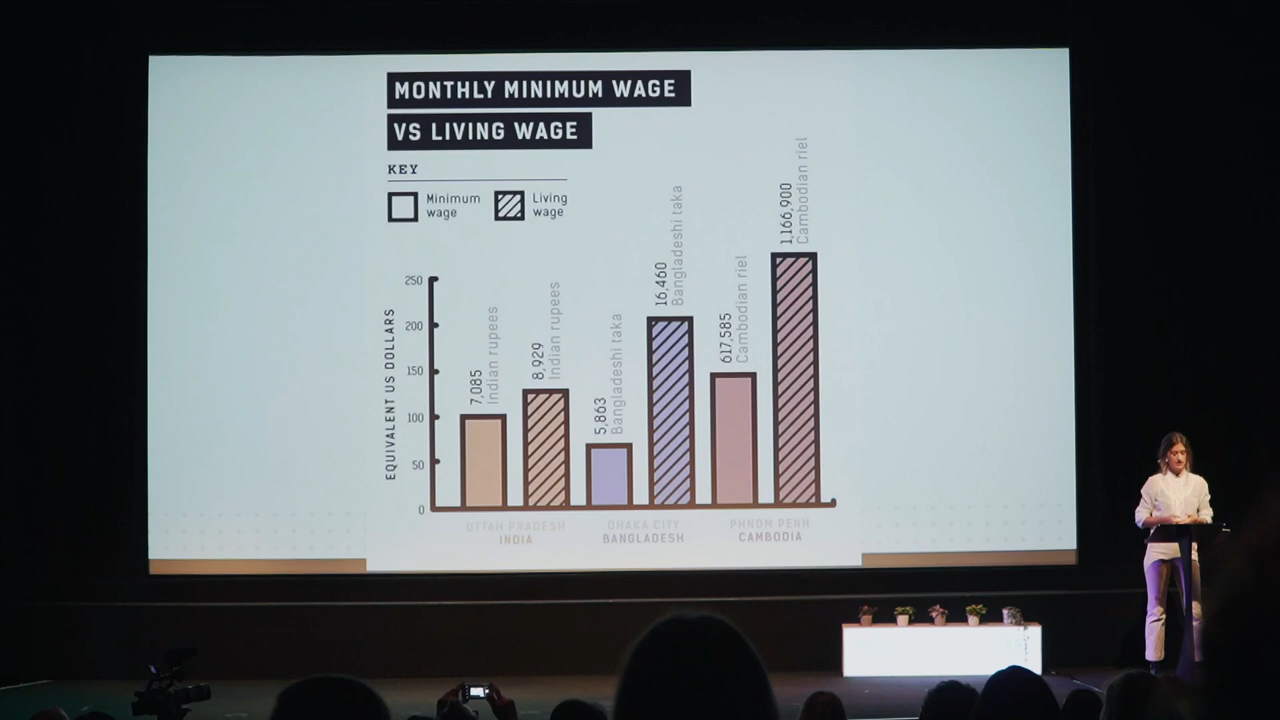 MONTHLY MINIMUM WAGE
VS LIVING WAGE
KEY
Minimum
wage
Living
wage
EQUIVALENT US DOLLARS
250
200
150
100
50
0
7,085
Indian rupees
8,929
Indian rupees
5,863
Bangladeshi taka
16,460
Bangladeshi taka
617,585
Cambodian riel
1,166,900
Cambodian riel
UTTAH PRADESH
INDIA
DHAKA CITY
BANGLADESH
PHNOM PENH
CAMBODIA